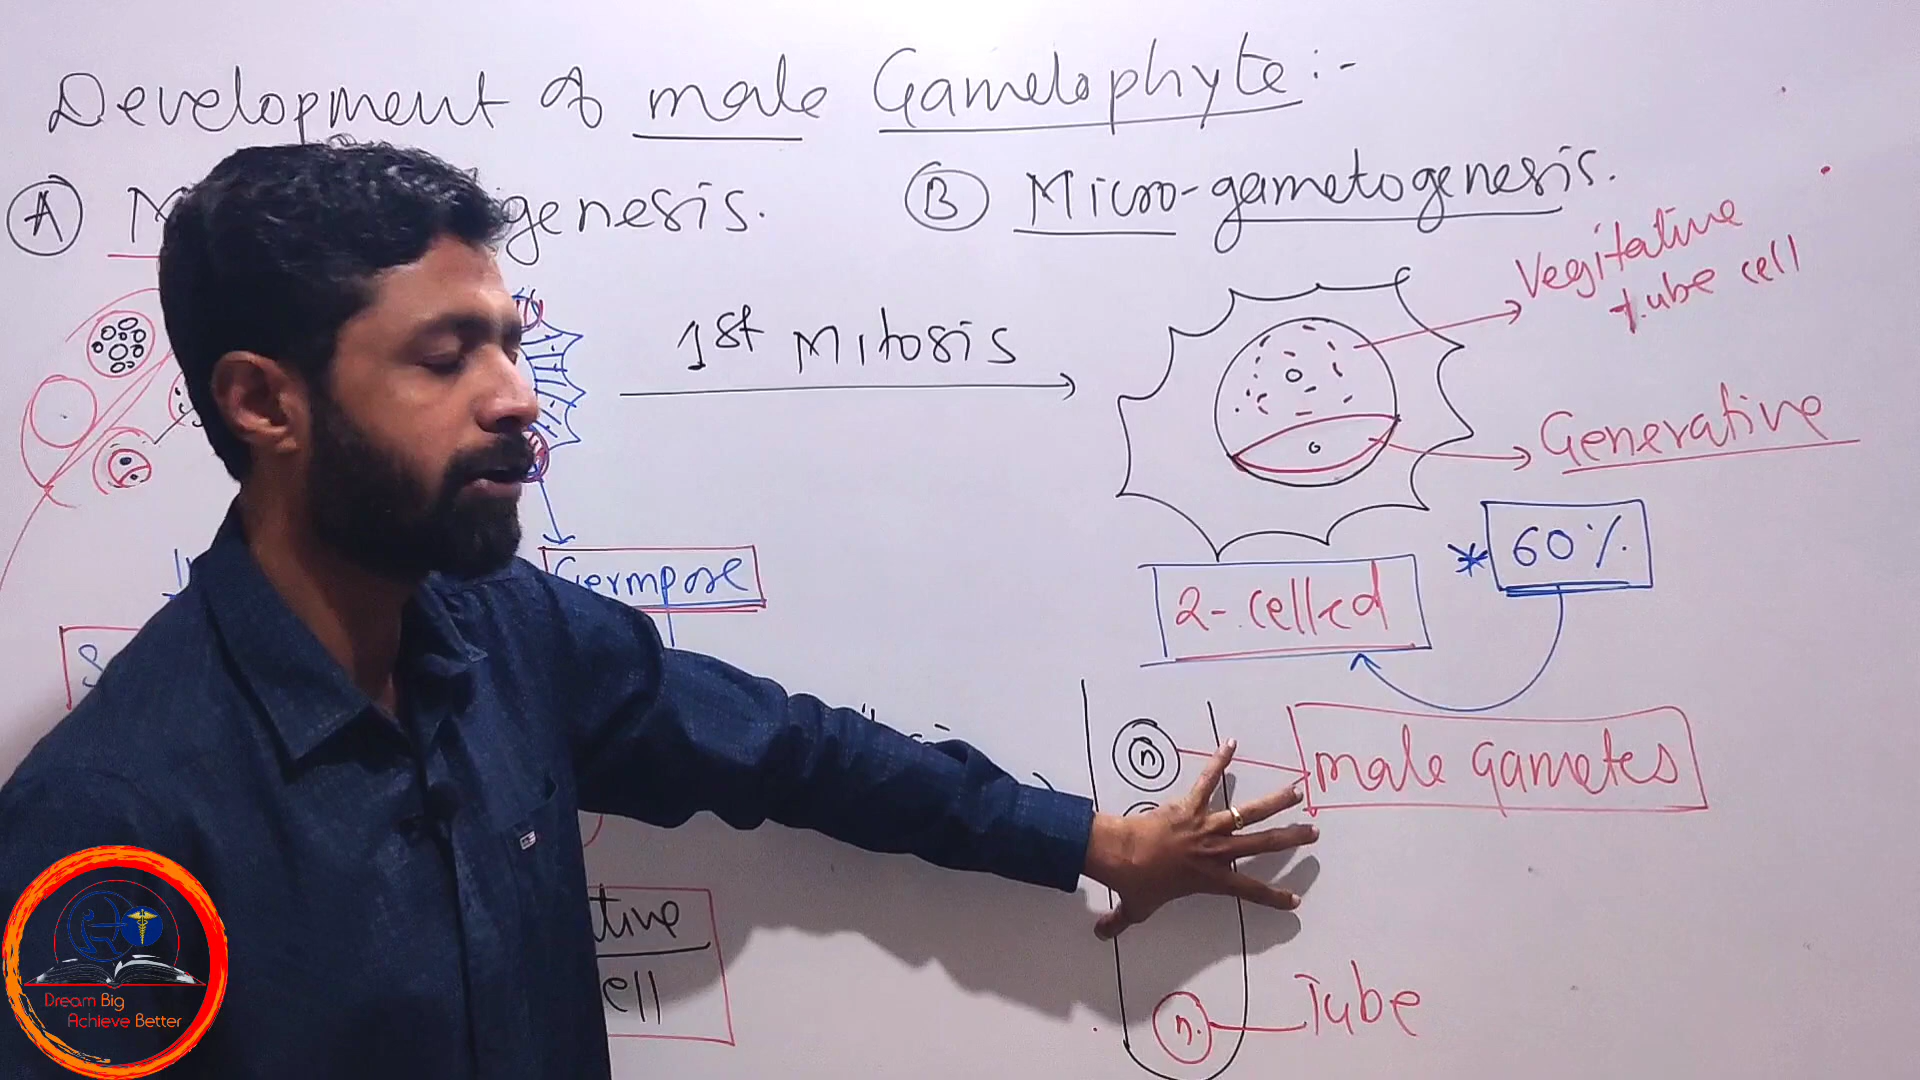 Development of male Gametophyte:-
A genesis.
B Micro-gametogenesis.
Vegitative
tube cell
1st Mitosis
Generative
Germpore
* 60%
2-celled
n
male gametes
tive
ell
n. Tube
Dream Big
Achieve Better